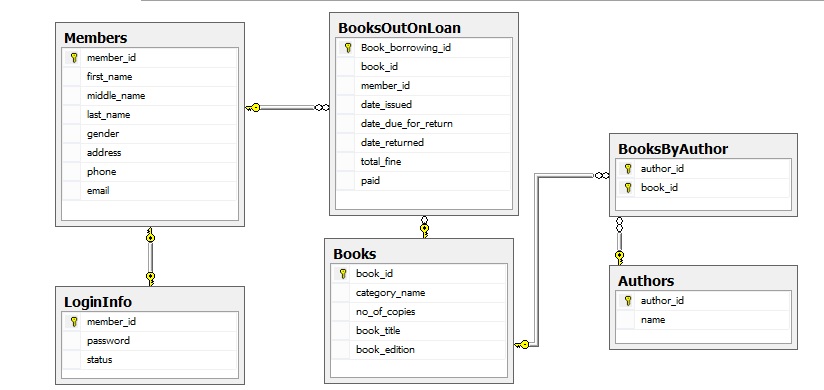 Members
member_id
first_name
middle_name
last_name
gender
address
phone
email
BooksOutOnLoan
Book_borrowing_id
book_id
member_id
date_issued
date_due_for_return
date_returned
total_fine
paid
BooksByAuthor
author_id
book_id
LoginInfo
member_id
password
status
Books
book_id
category_name
no_of_copies
book_title
book_edition
Authors
author_id
name